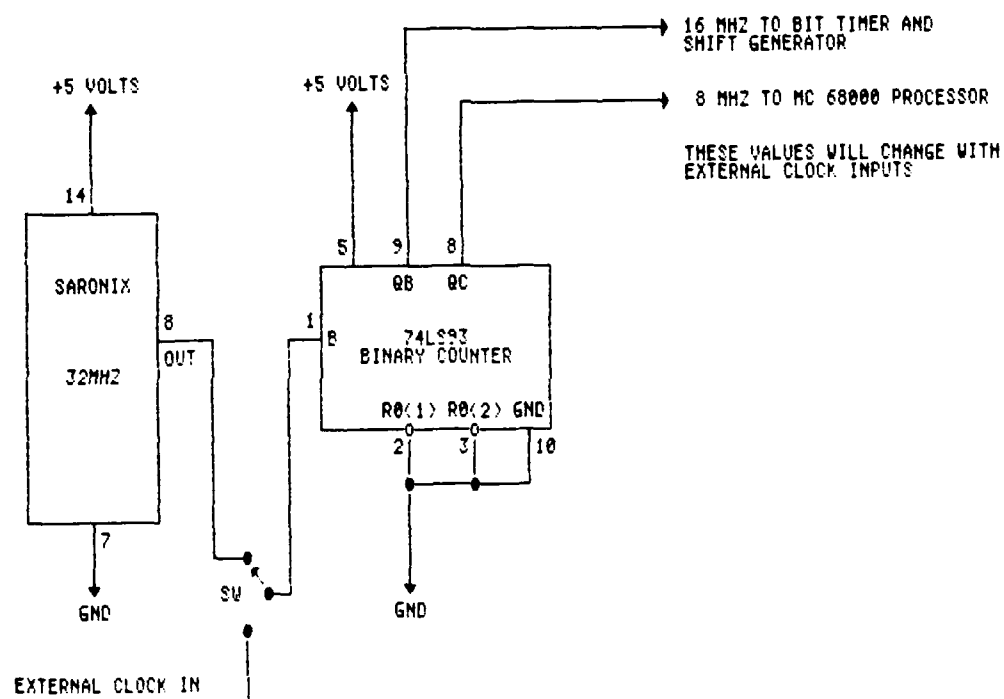 16 MHZ TO BIT TIMER AND
SHIFT GENERATOR
+5 VOLTS
+5 VOLTS
8 MHZ TO MC 68000 PROCESSOR
THESE VALUES WILL CHANGE WITH
EXTERNAL CLOCK INPUTS
14
5
9
8
QB
QC
SARONIX
32MHZ
8
OUT
1
B
74LS93
BINARY COUNTER
R0(1)
R0(2)
GND
2
3
10
7
GND
SW
GND
EXTERNAL CLOCK IN